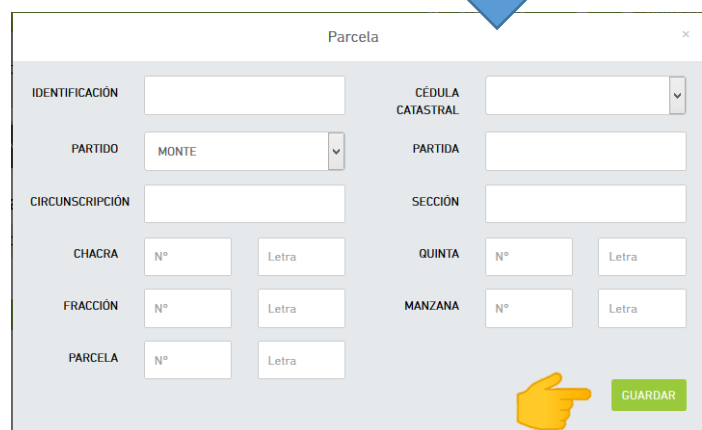 Parcela ×
IDENTIFICACIÓN CÉDULA
CATASTRAL
PARTIDO MONTE PARTIDA
CIRCUNSCRIPCIÓN SECCIÓN
CHACRA N° Letra QUINTA N° Letra
FRACCIÓN N° Letra MANZANA N° Letra
PARCELA N° Letra
GUARDAR